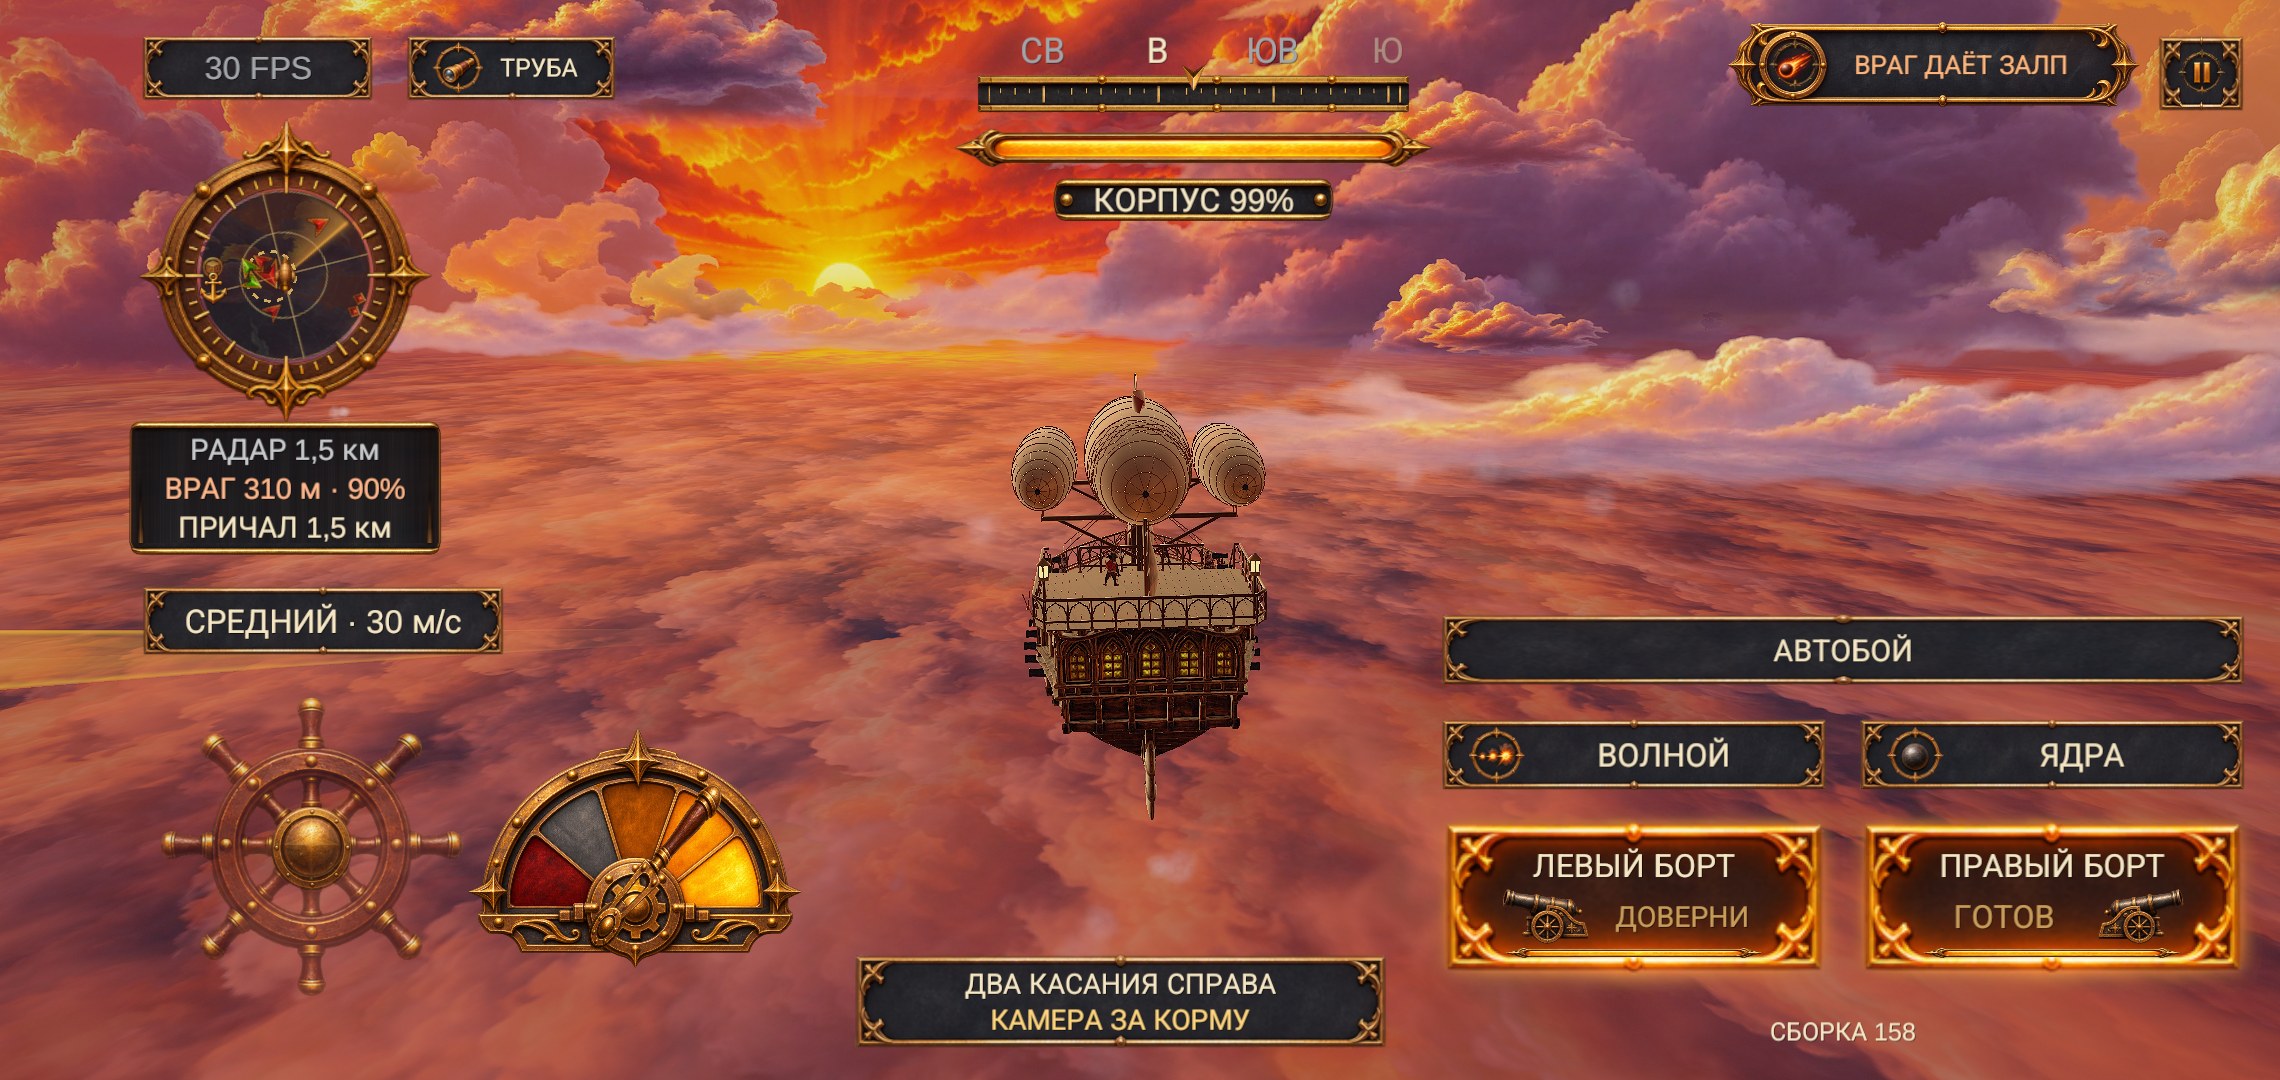 30 FPS
ТРУБА
СВ В ЮВ Ю
ВРАГ ДАЁТ ЗАЛП
КОРПУС 99%
РАДАР 1,5 км
ВРАГ 310 м · 90%
ПРИЧАЛ 1,5 км
СРЕДНИЙ · 30 м/с
АВТОБОЙ
ВОЛНОЙ
ЯДРА
ЛЕВЫЙ БОРТ
ДОВЕРНИ
ПРАВЫЙ БОРТ
ГОТОВ
ДВА КАСАНИЯ СПРАВА
КАМЕРА ЗА КОРМУ
СБОРКА 158